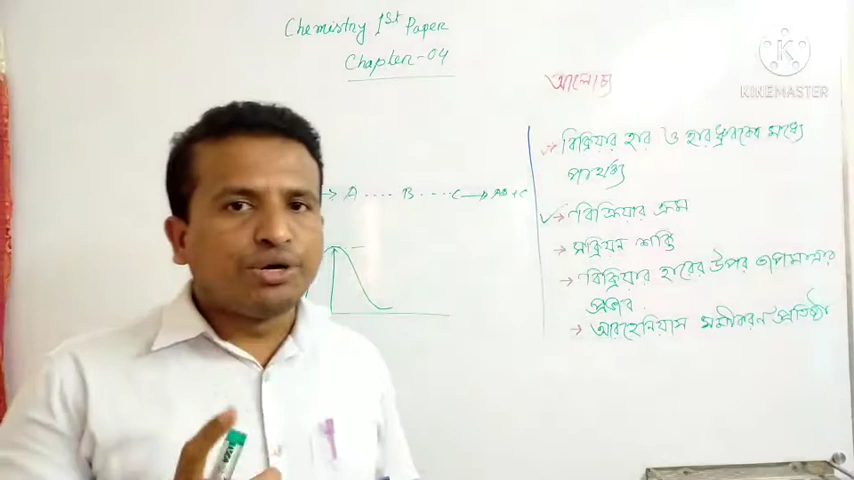 Chemistry 1st Paper
Chapter-04
K
KINEMASTER
আলোচ্য
→ বিক্রিয়ার হার ও হার ধ্রুবকের মধ্যে
পার্থক্য
→ বিক্রিয়ার ক্রম
→ সক্রিয়ন শক্তি
→ বিক্রিয়ার হারের উপর তাপমাত্রার
প্রভাব.
→ আরহেনিয়াস সমীকরণ প্রতিষ্ঠা
→ A.... B....C → AB + C